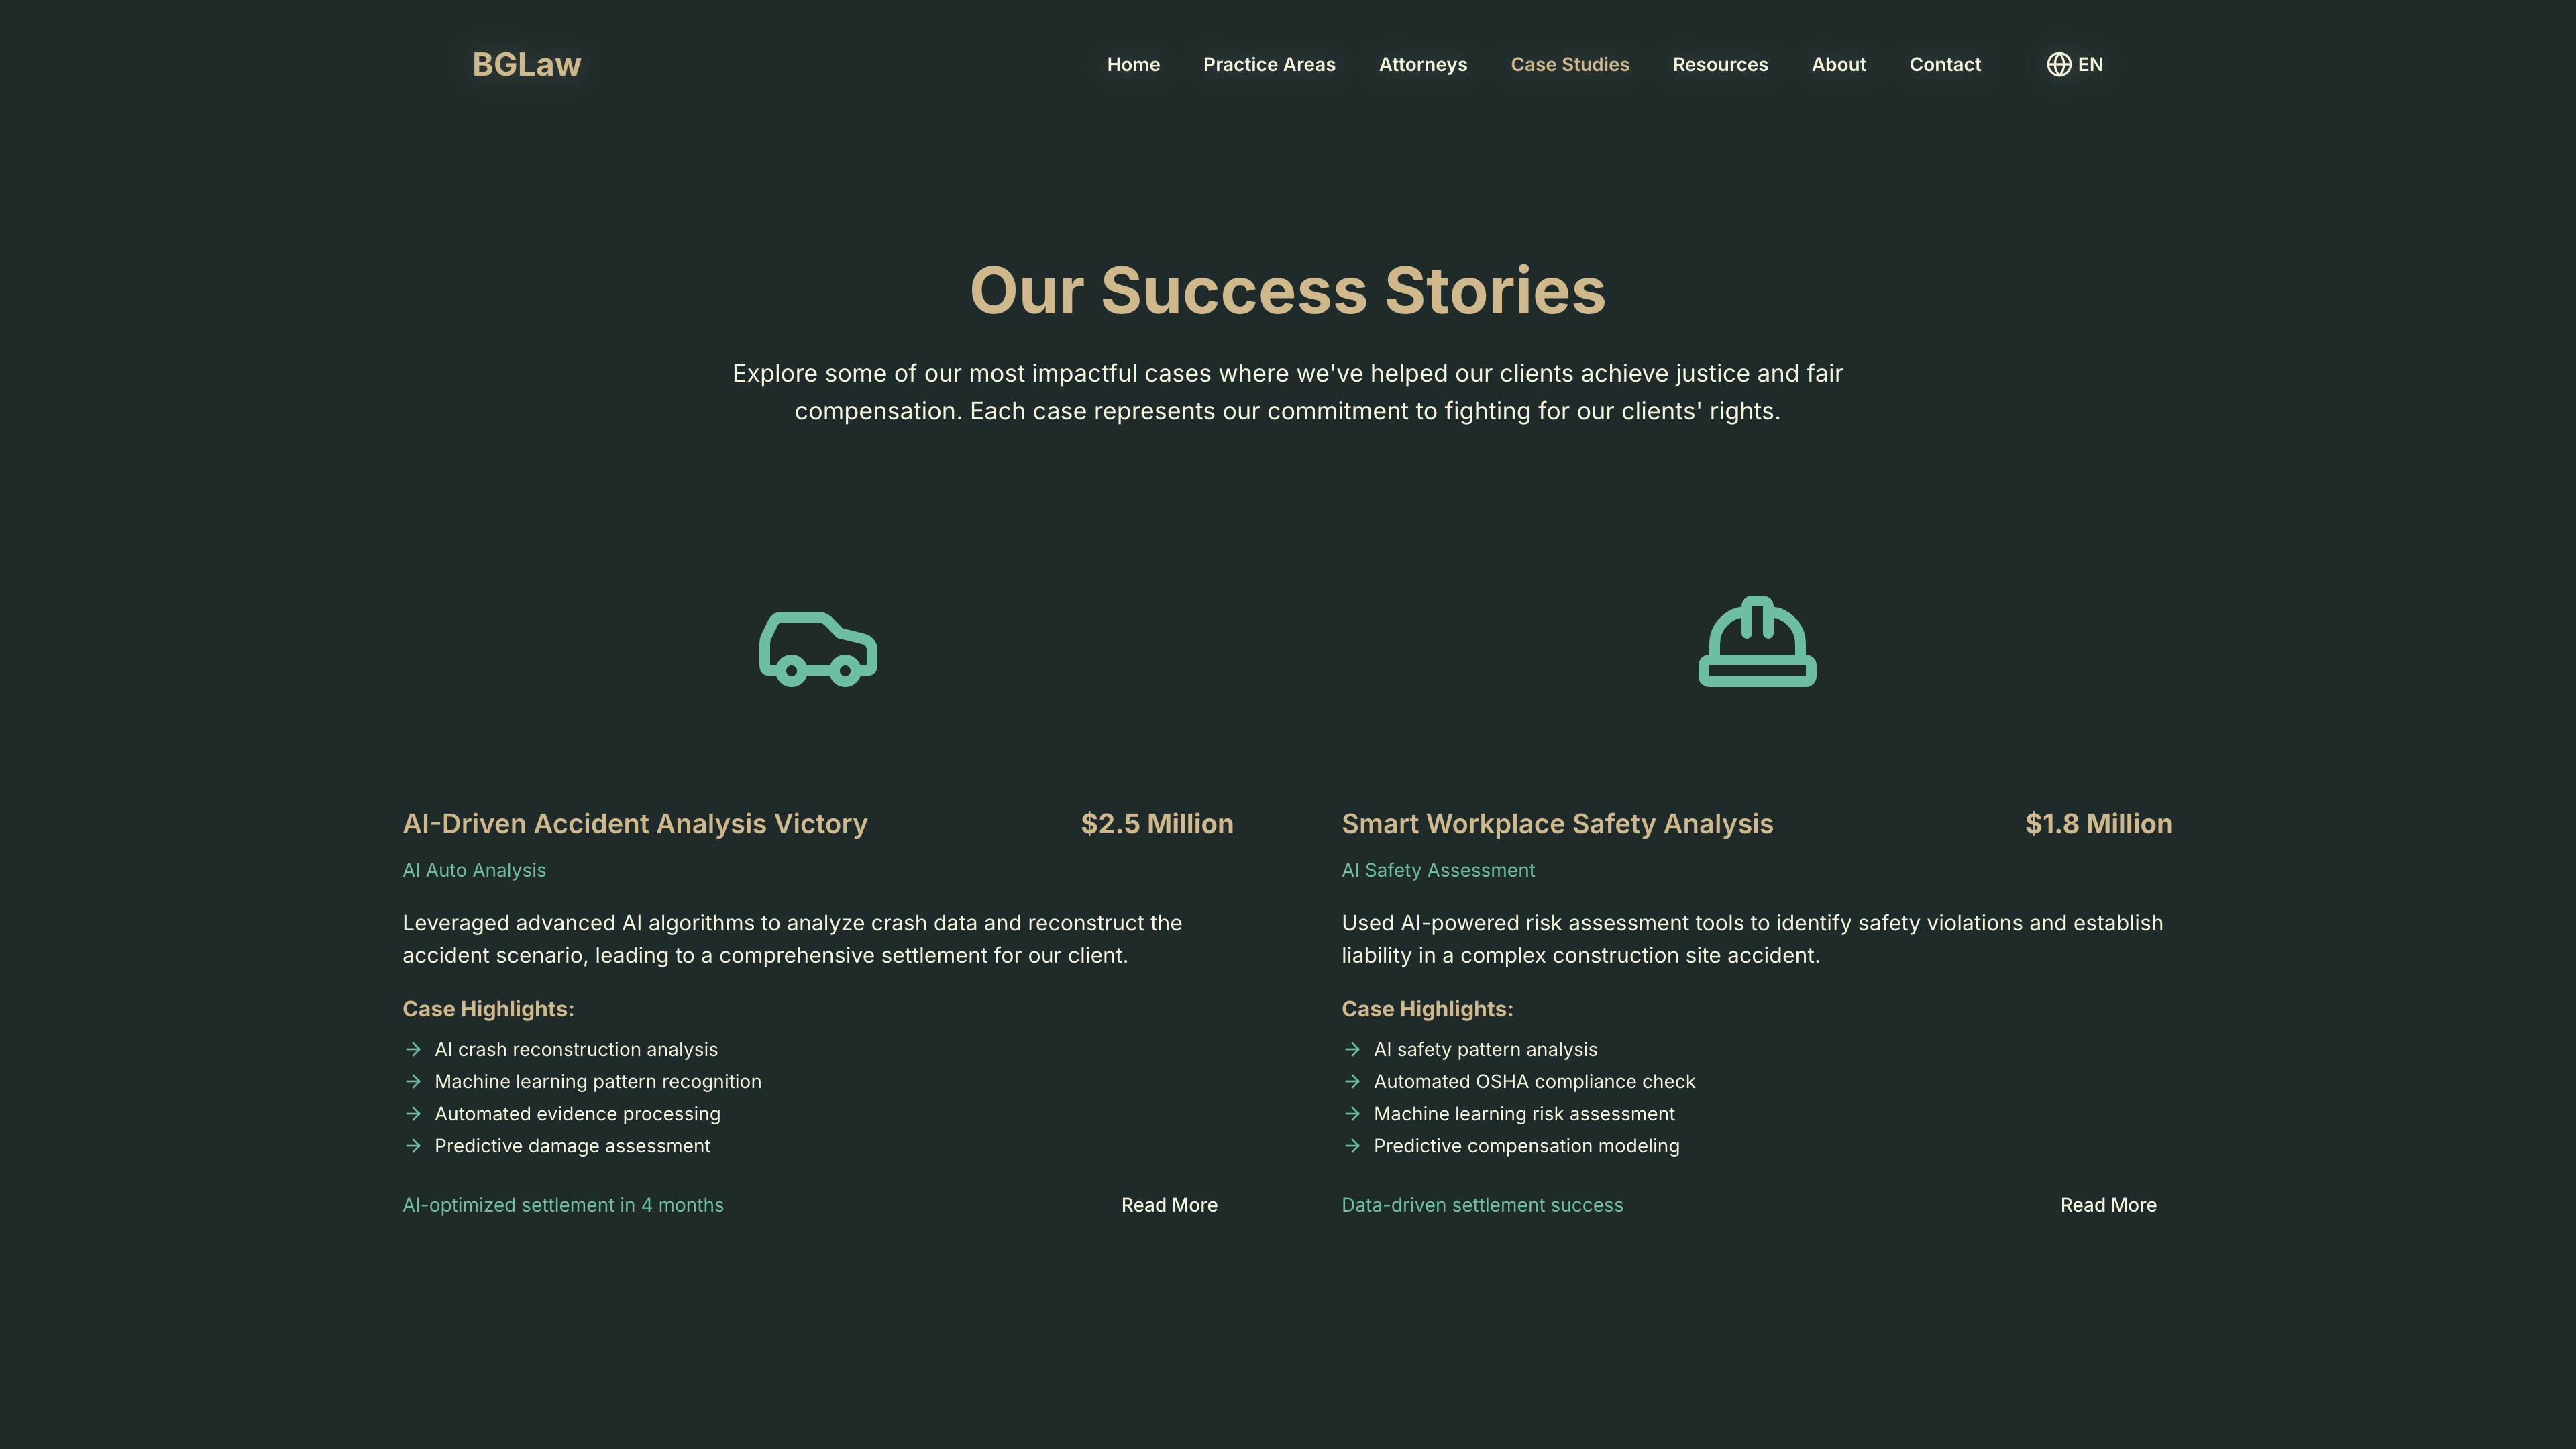 BGLaw
Home
Practice Areas
Attorneys
Case Studies
Resources
About
Contact
EN
Our Success Stories
Explore some of our most impactful cases where we've helped our clients achieve justice and fair
compensation. Each case represents our commitment to fighting for our clients' rights.
AI-Driven Accident Analysis Victory
$2.5 Million
AI Auto Analysis
Leveraged advanced AI algorithms to analyze crash data and reconstruct the
accident scenario, leading to a comprehensive settlement for our client.
Case Highlights:
AI crash reconstruction analysis
Machine learning pattern recognition
Automated evidence processing
Predictive damage assessment
AI-optimized settlement in 4 months
Read More
Smart Workplace Safety Analysis
$1.8 Million
AI Safety Assessment
Used AI-powered risk assessment tools to identify safety violations and establish
liability in a complex construction site accident.
Case Highlights:
AI safety pattern analysis
Automated OSHA compliance check
Machine learning risk assessment
Predictive compensation modeling
Data-driven settlement success
Read More